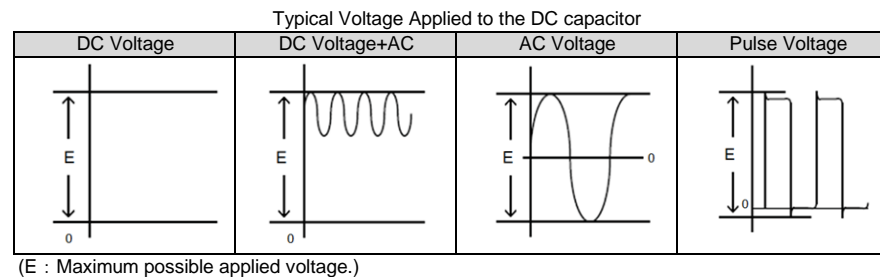 Typical Voltage Applied to the DC capacitor
DC Voltage DC Voltage+AC AC Voltage Pulse Voltage
E E E E
0 0 0 0
(E：Maximum possible applied voltage.)